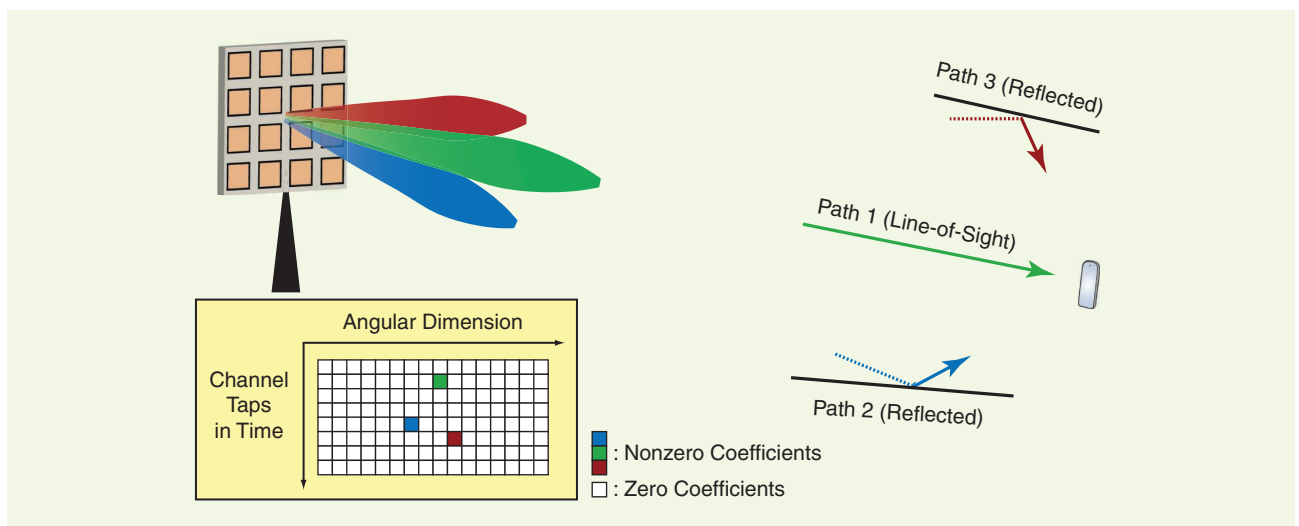 Path 3 (Reflected)
Path 1 (Line-of-Sight)
Path 2 (Reflected)
Angular Dimension
Channel
Taps
in Time
: Nonzero Coefficients
: Zero Coefficients